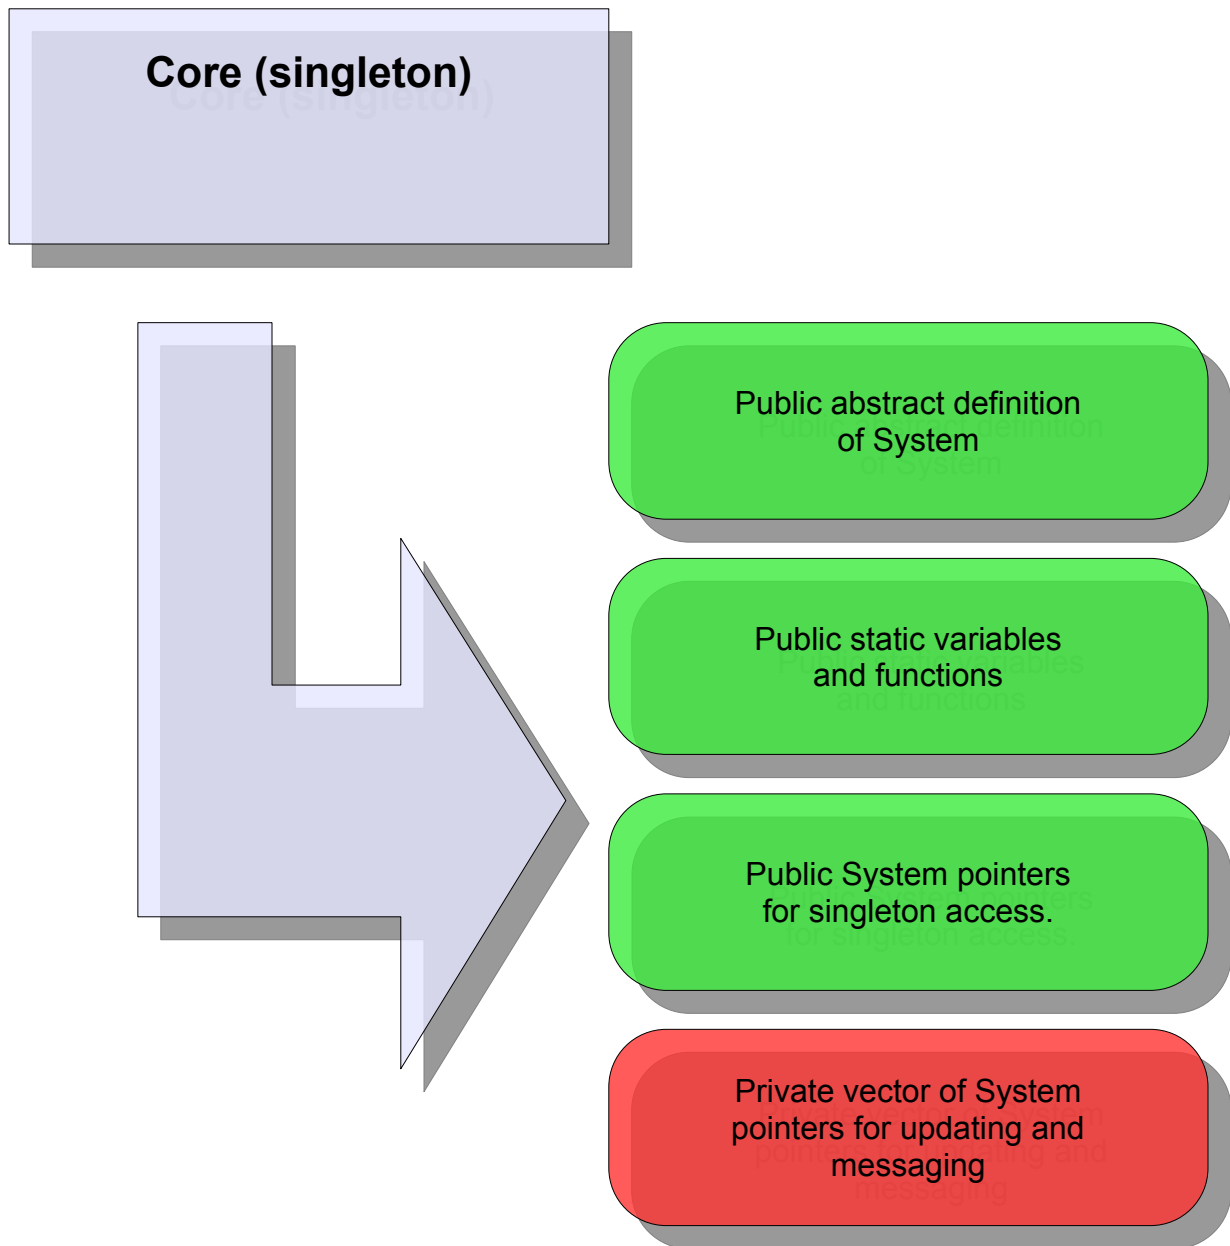 Core (singleton)
Public abstract definition
of System
Public static variables
and functions
Public System pointers
for singleton access.
Private vector of System
pointers for updating and
messaging